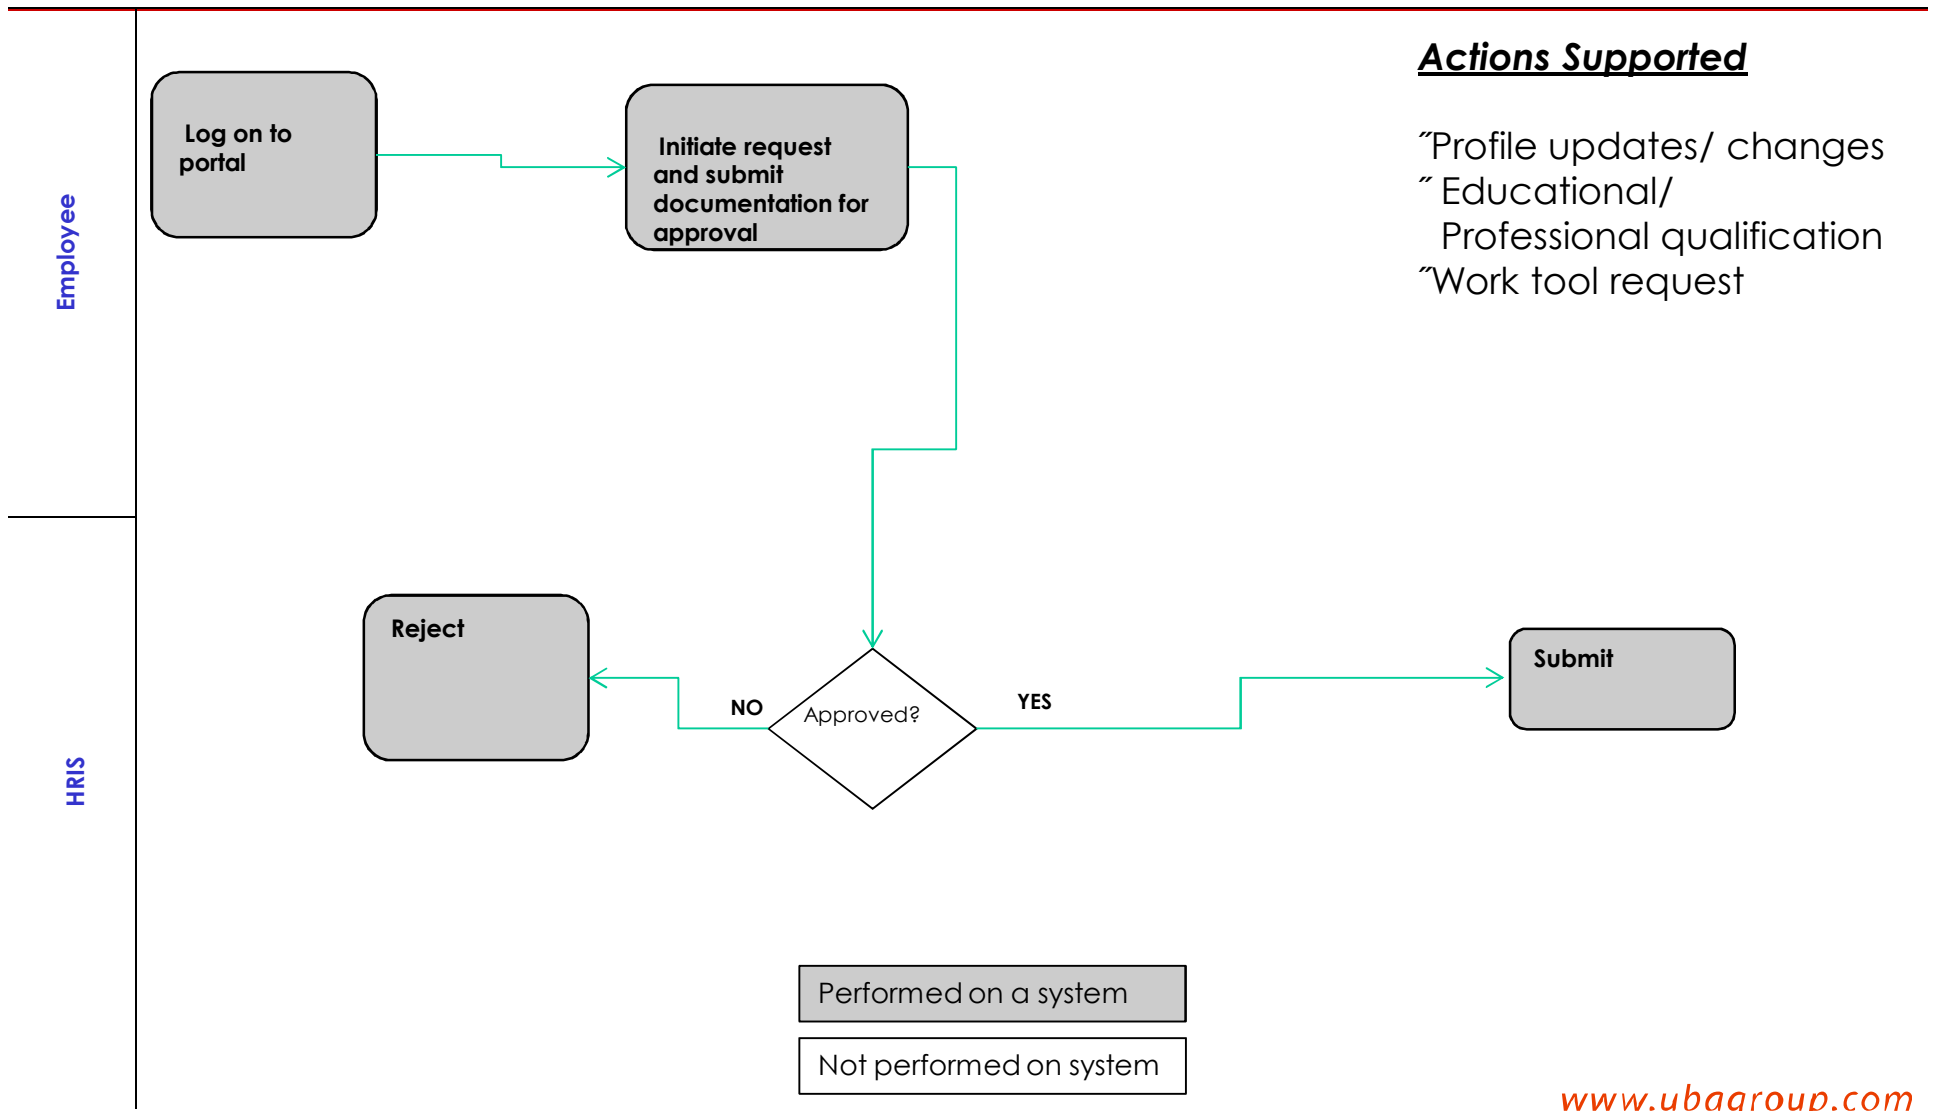 Actions Supported
Log on to
portal
Initiate request
and submit
documentation for
approval
˝Profile updates/ changes
˝ Educational/
Professional qualification
˝Work tool request
Employee
Reject
Submit
NO
Approved?
YES
HRIS
Performed on a system
Not performed on system
www.ubagroup.com